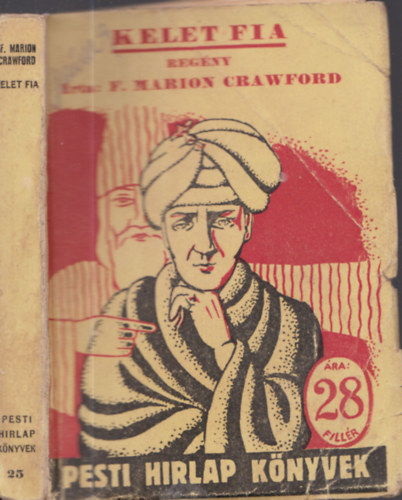 F. MARION
CRAWFORD
KELET FIA
PESTI
HIRLAP
KÖNYVEK
25
KELET FIA
REGÉNY
Irta: F. MARION CRAWFORD
ÁRA:
28
FILLÉR
PESTI HIRLAP KÖNYVEK